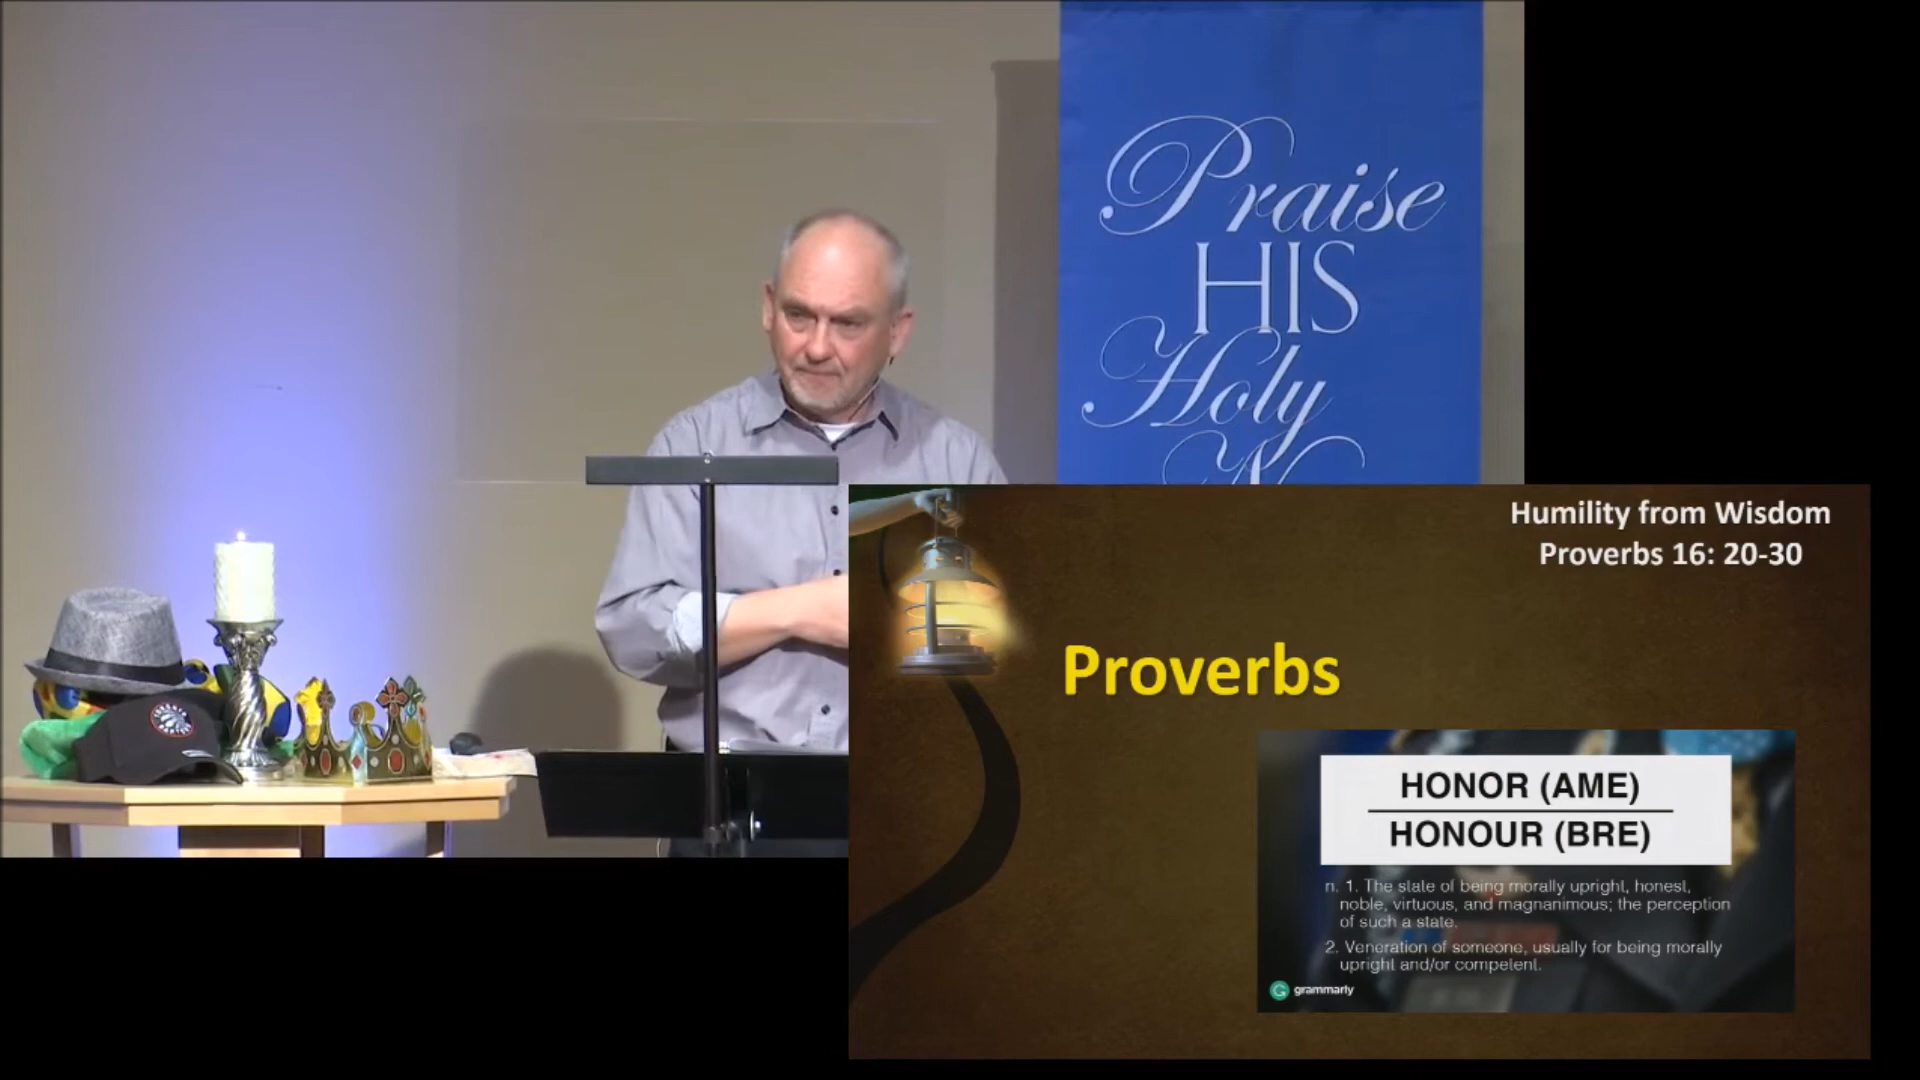 Praise
HIS
Holy
Humility from Wisdom
Proverbs 16: 20-30
Proverbs
HONOR (AME)
HONOUR (BRE)
n. 1. The state of being morally upright, honest,
noble, virtuous, and magnanimous; the perception
of such a state.
2. Veneration of someone, usually for being morally
upright and/or competent.
grammarly